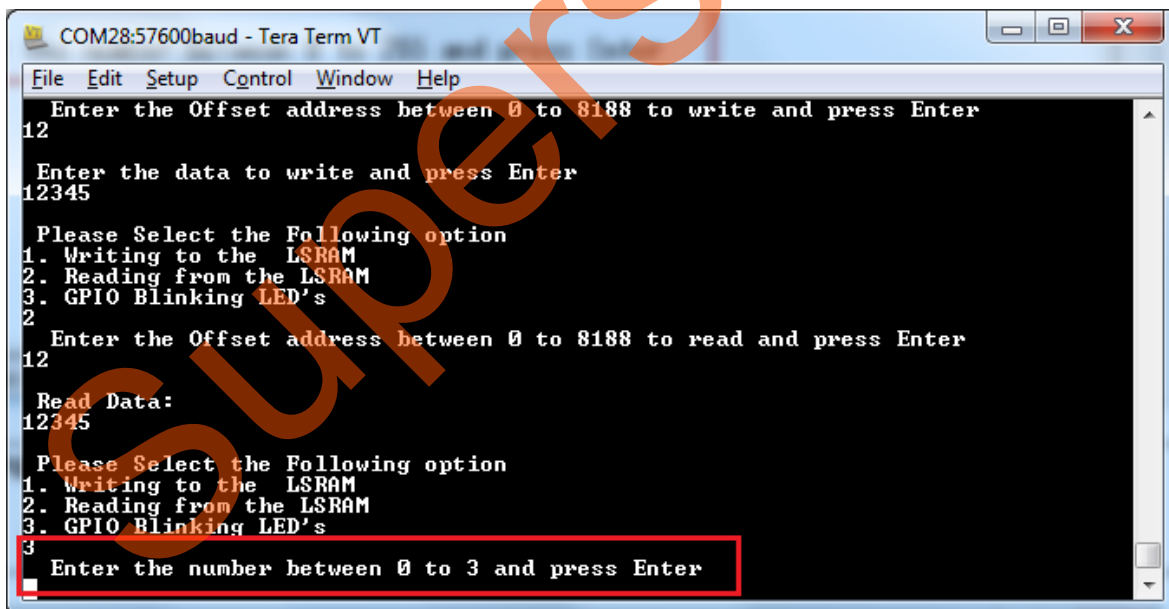 COM28:57600baud - Tera Term VT
File Edit Setup Control Window Help
Enter the Offset address between 0 to 8188 to write and press Enter
12
Enter the data to write and press Enter
12345
Please Select the Following option
1. Writing to the LSRAM
2. Reading from the LSRAM
3. GPIO Blinking LED's
2
Enter the Offset address between 0 to 8188 to read and press Enter
12
Read Data:
12345
Please Select the Following option
1. Writing to the LSRAM
2. Reading from the LSRAM
3. GPIO Blinking LED's
3
Enter the number between 0 to 3 and press Enter
Supers